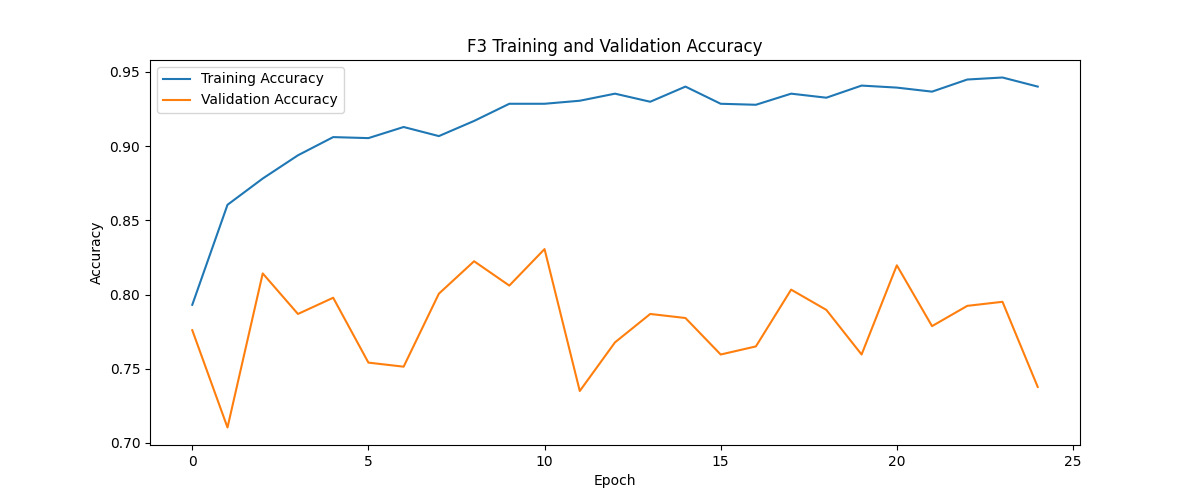 F3 Training and Validation Accuracy
Training Accuracy
Validation Accuracy
0.95
0.90
0.85
0.80
0.75
0.70
Accuracy
0 5 10 15 20 25
Epoch